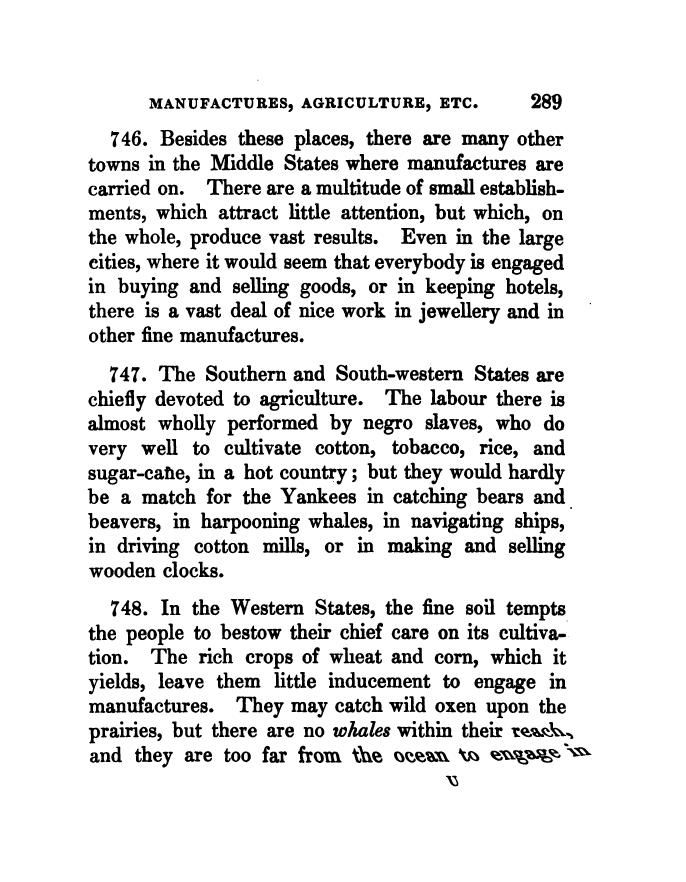 MANUFACTURES, AGRICULTURE, ETC. 289
746. Besides these places, there are many other
towns in the Middle States where manufactures are
carried on. There are a multitude of small establish-
ments, which attract little attention, but which, on
the whole, produce vast results. Even in the large
cities, where it would seem that everybody is engaged
in buying and selling goods, or in keeping hotels,
there is a vast deal of nice work in jewellery and in
other fine manufactures.
747. The Southern and South-western States are
chiefly devoted to agriculture. The labour there is
almost wholly performed by negro slaves, who do
very well to cultivate cotton, tobacco, rice, and
sugar-cane, in a hot country; but they would hardly
be a match for the Yankees in catching bears and
beavers, in harpooning whales, in navigating ships,
in driving cotton mills, or in making and selling
wooden clocks.
748. In the Western States, the fine soil tempts
the people to bestow their chief care on its cultiva-
tion. The rich crops of wheat and corn, which it
yields, leave them little inducement to engage in
manufactures. They may catch wild oxen upon the
prairies, but there are no whales within their reach,
and they are too far from the ocean to engage in
U